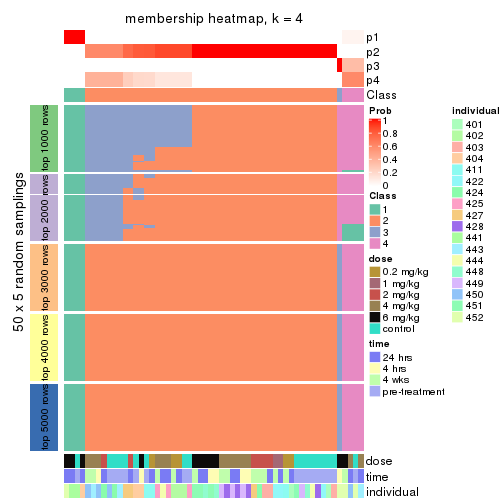 membership heatmap, k = 4
p1
p2
p3
p4
Class
50 x 5 random samplings
top 1000 rows
top 2000 rows
top 3000 rows
top 4000 rows
top 5000 rows
dose
time
individual
Prob
1
0.8
0.6
0.4
0.2
0
Class
1
2
3
4
dose
0.2 mg/kg
1 mg/kg
2 mg/kg
4 mg/kg
6 mg/kg
control
time
24 hrs
4 hrs
4 wks
pre-treatment
individual
401
402
403
404
411
422
424
425
427
428
441
443
444
448
449
450
451
452